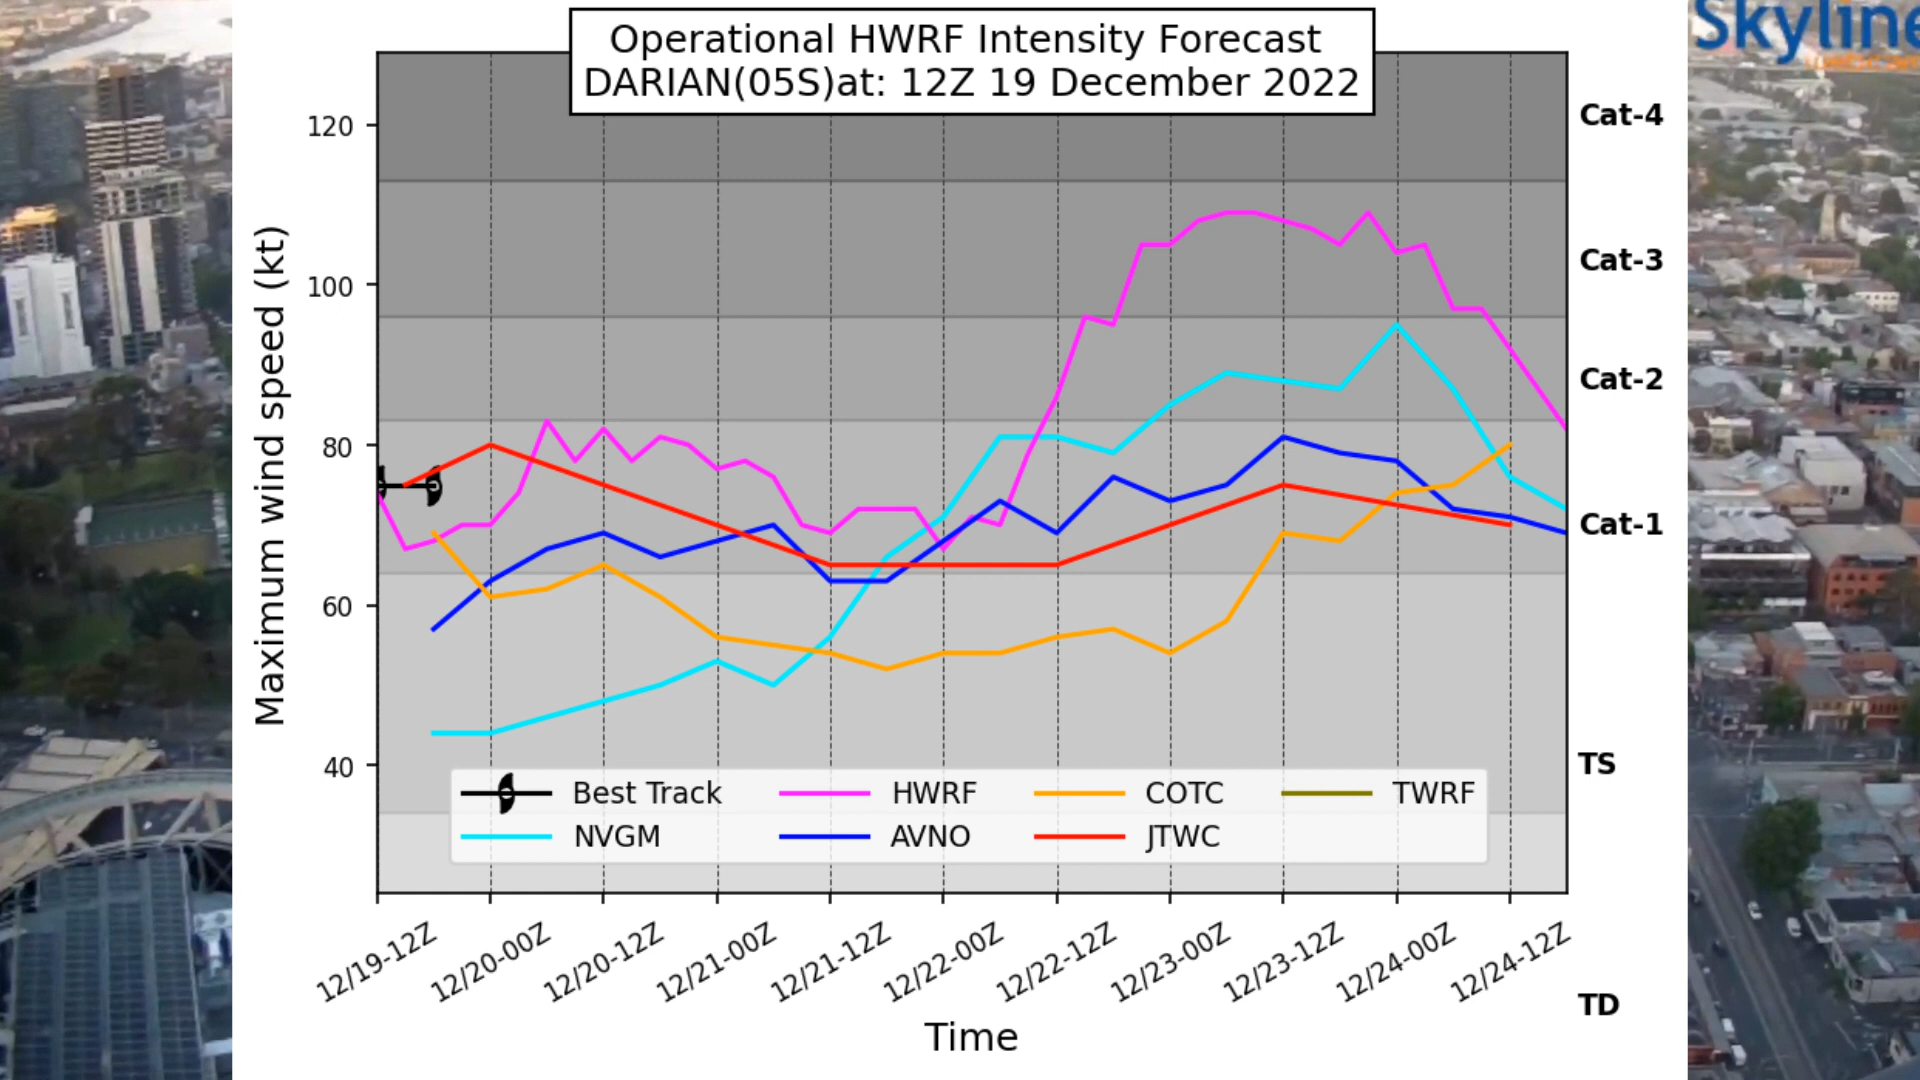 Operational HWRF Intensity Forecast
DARIAN(05S)at: 12Z 19 December 2022
Skyline
Maximum wind speed (kt)
120
100
80
60
40
Cat-4
Cat-3
Cat-2
Cat-1
TS
TD
Best Track
HWRF
COTC
TWRF
NVGM
AVNO
JTWC
12/19-12Z
12/20-00Z
12/20-12Z
12/21-00Z
12/21-12Z
12/22-00Z
12/22-12Z
12/23-00Z
12/23-12Z
12/24-00Z
12/24-12Z
Time